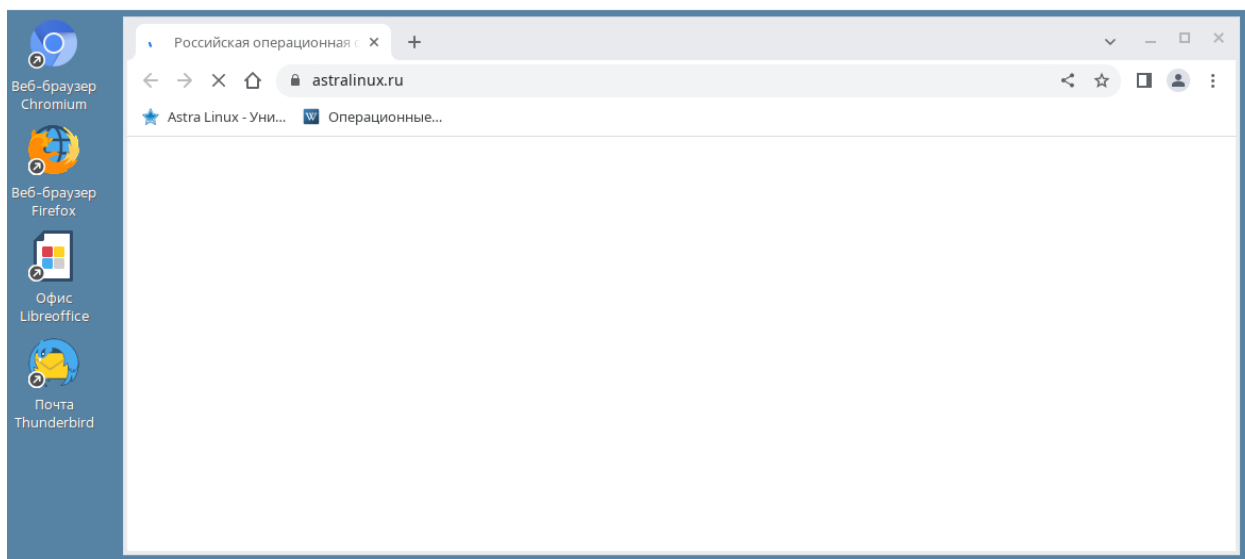 Веб-браузер
Chromium
Веб-браузер
Firefox
Офис
Libreoffice
Почта
Thunderbird
Российская операционная
astralinux.ru
Astra Linux - Уни...
W Операционные...